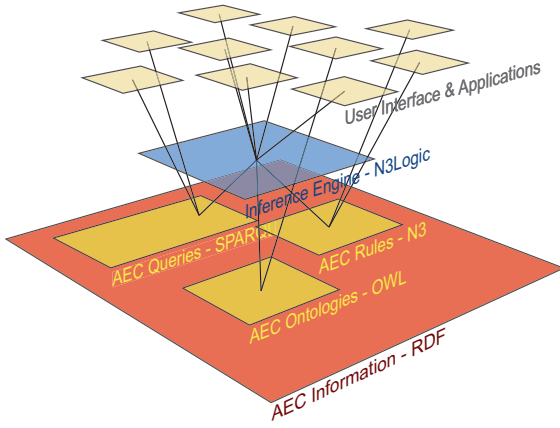 User Interface & Applications
Inference Engine - N3Logic
AEC Queries - SPARQL
AEC Rules - N3
AEC Ontologies - OWL
AEC Information - RDF